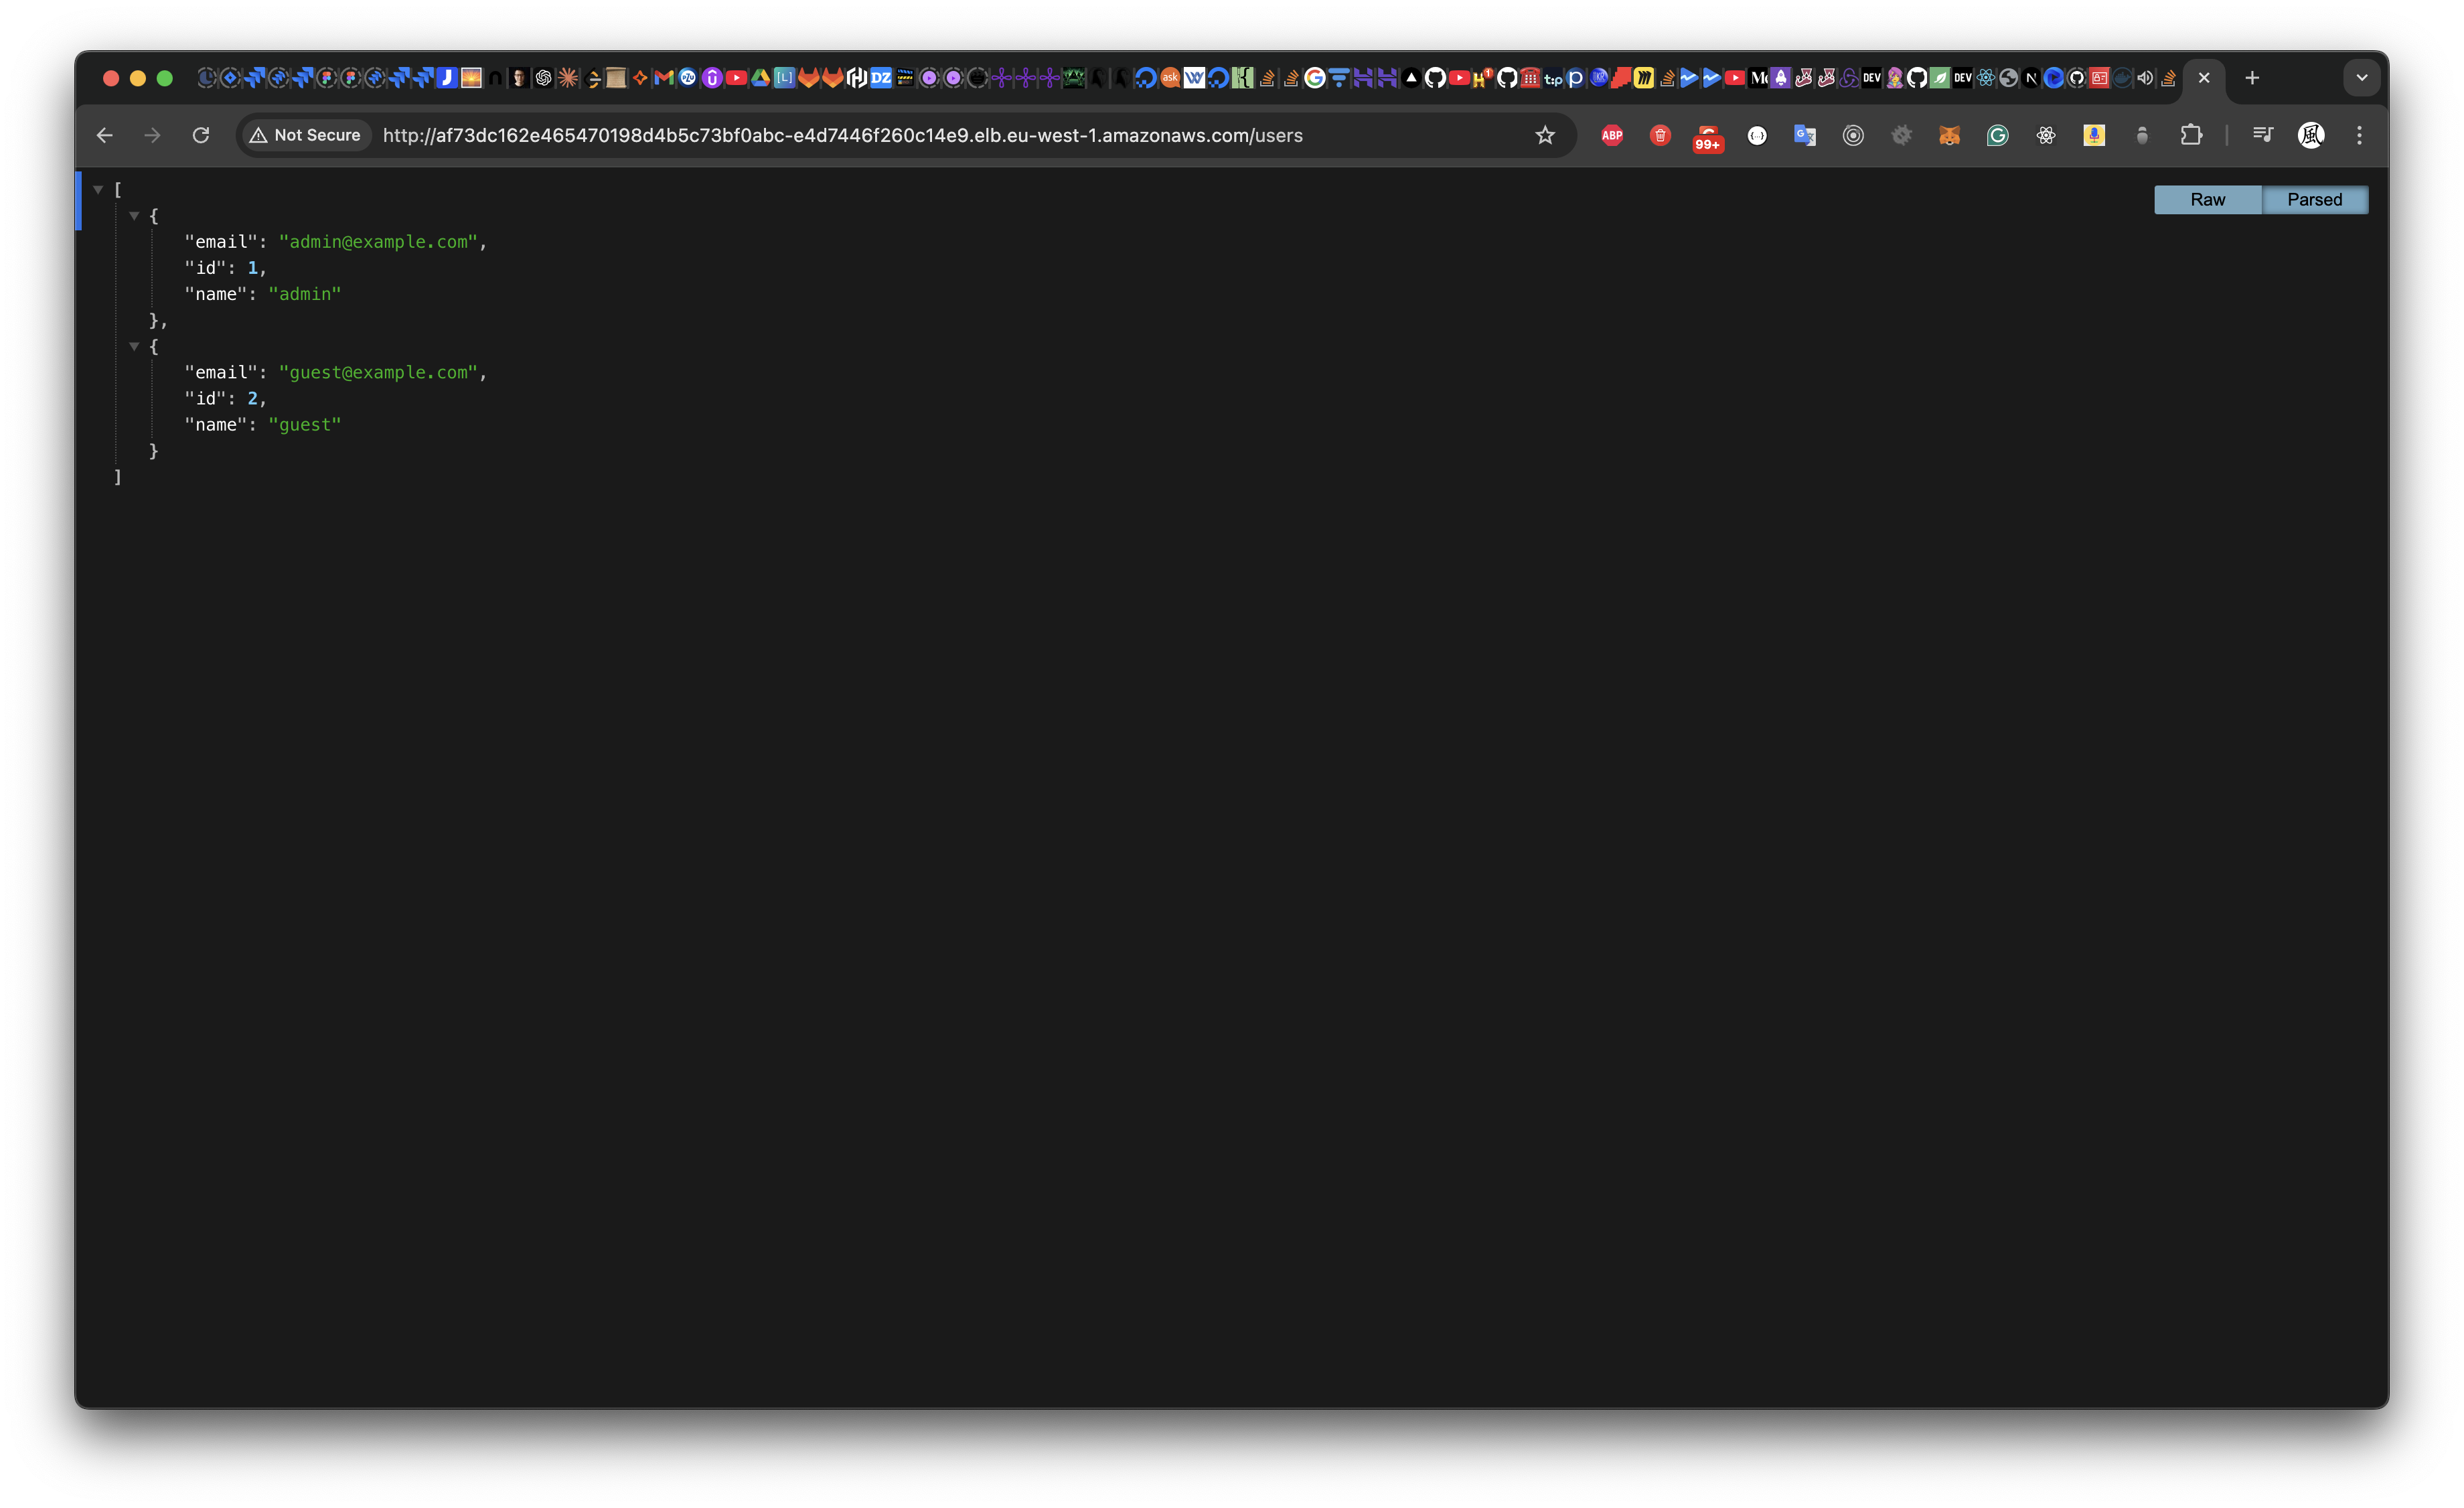 Not Secure
http://af73dc162e465470198d4b5c73bf0abc-e4d7446f260c14e9.elb.eu-west-1.amazonaws.com/users
ABP
99+
Raw
Parsed
[
{
"email": "admin@example.com",
"id": 1,
"name": "admin"
},
{
"email": "guest@example.com",
"id": 2,
"name": "guest"
}
]